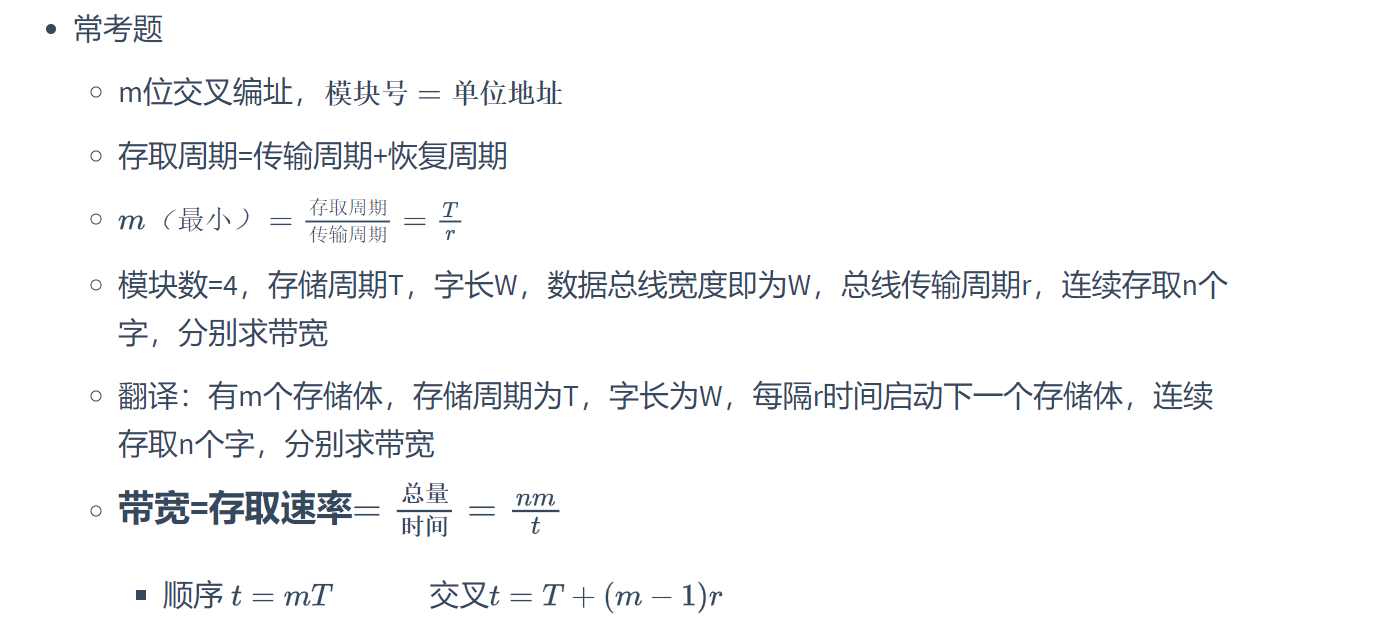 常考题
m位交叉编址，模块号 = 单位地址
存取周期=传输周期+恢复周期
m（最小） = 存取周期/传输周期 = T/r
模块数=4，存储周期T，字长W，数据总线宽度即为W，总线传输周期r，连续存取n个
字，分别求带宽
翻译：有m个存储体，存储周期为T，字长为W，每隔r时间启动下一个存储体，连续
存取n个字，分别求带宽
带宽=存取速率= 总量/时间 = nm/t
顺序 t = mT 交叉t = T + (m − 1)r